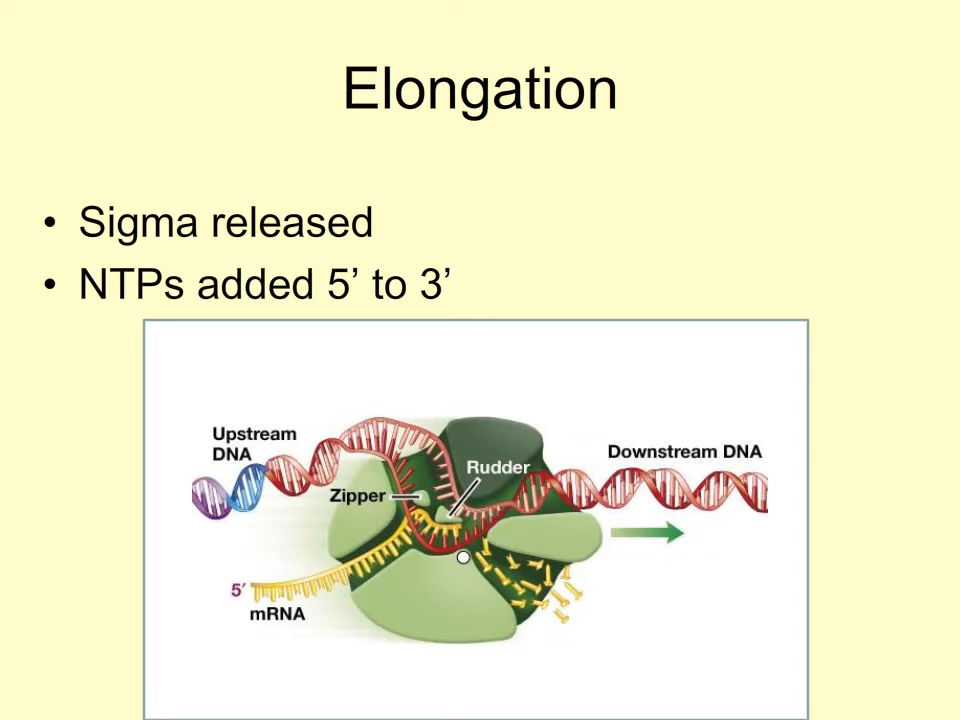 Elongation
• Sigma released
• NTPs added 5’ to 3’
Upstream
DNA
Downstream DNA
Rudder
Zipper
5′
mRNA